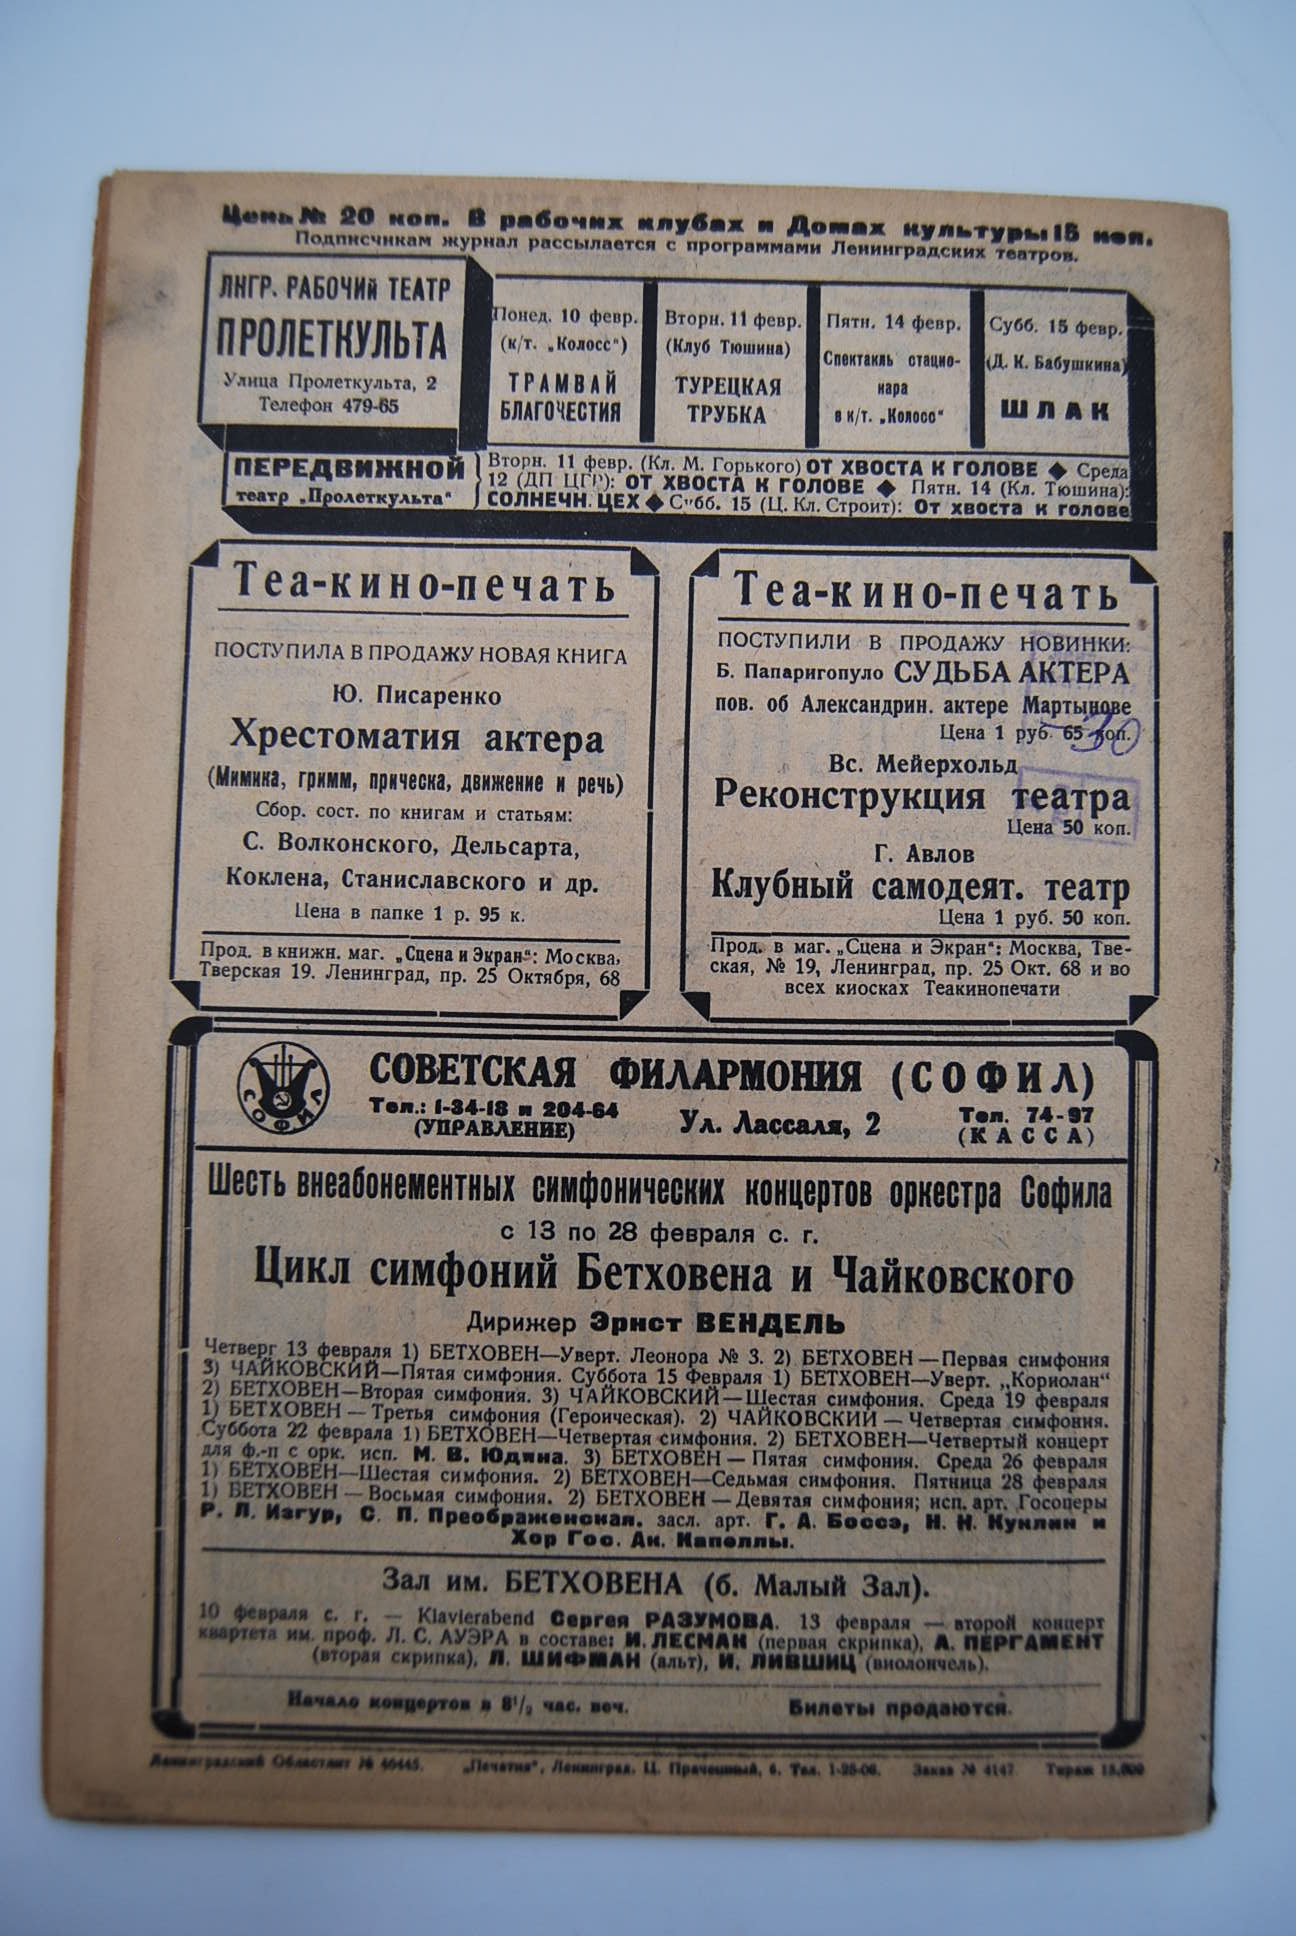 Цена № 20 коп. В рабочих клубах и Домах культуры 15 коп.
Подписчикам журнал рассылается с программами Ленинградских театров.
ЛНГР. РАБОЧИЙ ТЕАТР
ПРОЛЕТКУЛЬТА
Улица Пролеткульта, 2
Телефон 479-65
Понед. 10 февр.
(к/т. „Колосс“)
ТРАМВАЙ
БЛАГОЧЕСТИЯ
Вторн. 11 февр.
(Клуб Тюшина)
ТУРЕЦКАЯ
ТРУБКА
Пятн. 14 февр.
Спектакль стацио-
нара
в к/т. „Колосс“
Субб. 15 февр.
(Д. К. Бабушкина)
ШЛАК
ПЕРЕДВИЖНОЙ
театр „Пролеткульта“
Вторн. 11 февр. (Кл. М. Горького) ОТ ХВОСТА К ГОЛОВЕ ◆ Среда
12 (ДП ЦГР): ОТ ХВОСТА К ГОЛОВЕ ◆ Пятн. 14 (Кл. Тюшина):
СОЛНЕЧН. ЦЕХ ◆ Субб. 15 (Ц. Кл. Строит): От хвоста к голове
Теа-кино-печать
ПОСТУПИЛА В ПРОДАЖУ НОВАЯ КНИГА
Ю. Писаренко
Хрестоматия актера
(Мимика, гримм, прическа, движение и речь)
Сбор. сост. по книгам и статьям:
С. Волконского, Дельсарта,
Коклена, Станиславского и др.
Цена в папке 1 р. 95 к.
Прод. в книжн. маг. „Сцена и Экран“: Москва,
Тверская 19. Ленинград, пр. 25 Октября, 68
Теа-кино-печать
ПОСТУПИЛИ В ПРОДАЖУ НОВИНКИ:
Б. Папаригопуло СУДЬБА АКТЕРА
пов. об Александрин. актере Мартынове
Цена 1 руб. 65 коп.
30
Вс. Мейерхольд
Реконструкция театра
Цена 50 коп.
Г. Авлов
Клубный самодеят. театр
Цена 1 руб. 50 коп.
Прод. в маг. „Сцена и Экран“: Москва, Тве-
ская, № 19, Ленинград, пр. 25 Окт. 68 и во
всех киосках Теакинопечати
СОФИЛ
СОВЕТСКАЯ ФИЛАРМОНИЯ (СОФИЛ)
Тел.: 1-34-18 и 204-64
(УПРАВЛЕНИЕ)
Ул. Лассаля, 2
Тел. 74-97
(КАССА)
Шесть внеабонементных симфонических концертов оркестра Софила
с 13 по 28 февраля с. г.
Цикл симфоний Бетховена и Чайковского
Дирижер Эрнст ВЕНДЕЛЬ
Четверг 13 февраля 1) БЕТХОВЕН—Уверт. Леонора № 3. 2) БЕТХОВЕН—Первая симфония
3) ЧАЙКОВСКИЙ—Пятая симфония. Суббота 15 Февраля 1) БЕТХОВЕН—Уверт. „Кориолан“
2) БЕТХОВЕН—Вторая симфония. 3) ЧАЙКОВСКИЙ—Шестая симфония. Среда 19 февраля
1) БЕТХОВЕН—Третья симфония (Героическая). 2) ЧАЙКОВСКИЙ—Четвертая симфония.
Суббота 22 февраля 1) БЕТХОВЕН—Четвертая симфония. 2) БЕТХОВЕН—Четвертый концерт
для ф.-п с орк. исп. М. В. Юдина. 3) БЕТХОВЕН—Пятая симфония. Среда 26 февраля
1) БЕТХОВЕН—Шестая симфония. 2) БЕТХОВЕН—Седьмая симфония. Пятница 28 февраля
1) БЕТХОВЕН—Восьмая симфония. 2) БЕТХОВЕН—Девятая симфония; исп. арт. Госоперы
Р. Л. Изгур, С. П. Преображенская. засл. арт. Г. А. Боссэ, Н. Н. Куклин и
Хор Гос. Ак. Капеллы.
Зал им. БЕТХОВЕНА (б. Малый Зал).
10 февраля с. г. — Klavierabend Сергея РАЗУМОВА. 13 февраля — второй концерт
квартета им. проф. Л. С. АУЭРА в составе: И. ЛЕСМАН (первая скрипка), А. ПЕРГАМЕНТ
(вторая скрипка), Л. ШИФМАН (альт), И. ЛИВШИЦ (виолончель).
Начало концертов в 8½ час. веч. Билеты продаются.
Ленинградский Областлит № 40445. „Печатня“, Ленинград, Ц. Прачешный, 6. Тел. 1-25-06. Заказ № 4147. Тираж 15,000